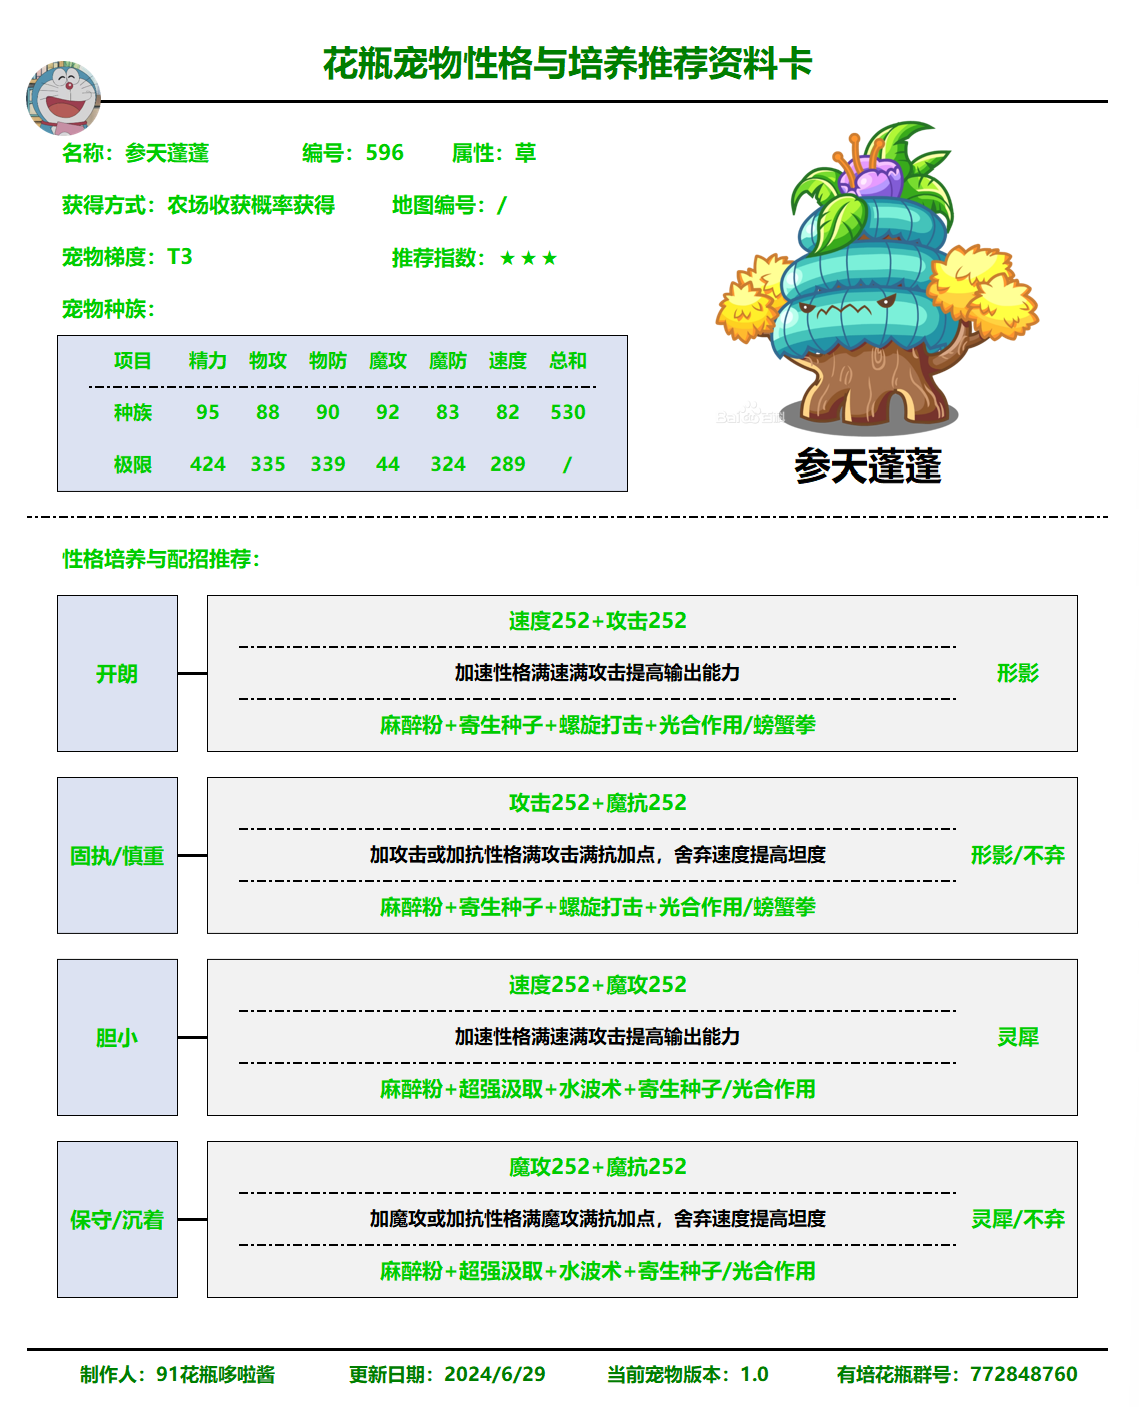 花瓶宠物性格与培养推荐资料卡
名称：参天蓬蓬 编号：596 属性：草
获得方式：农场收获概率获得 地图编号：/
宠物梯度：T3 推荐指数：★★★
宠物种族：
项目 精力 物攻 物防 魔攻 魔防 速度 总和
种族 95 88 90 92 83 82 530
极限 424 335 339 44 324 289 /
参天蓬蓬
性格培养与配招推荐：
开朗
速度252+攻击252
加速性格满速满攻击提高输出能力
麻醉粉+寄生种子+螺旋打击+光合作用/螃蟹拳
形影
固执/慎重
攻击252+魔抗252
加攻击或加抗性格满攻击满抗加点，舍弃速度提高坦度
麻醉粉+寄生种子+螺旋打击+光合作用/螃蟹拳
形影/不弃
胆小
速度252+魔攻252
加速性格满速满攻击提高输出能力
麻醉粉+超强汲取+水波术+寄生种子/光合作用
灵犀
保守/沉着
魔攻252+魔抗252
加魔攻或加抗性格满魔攻满抗加点，舍弃速度提高坦度
麻醉粉+超强汲取+水波术+寄生种子/光合作用
灵犀/不弃
制作人：91花瓶哆啦酱 更新日期：2024/6/29 当前宠物版本：1.0 有培花瓶群号：772848760